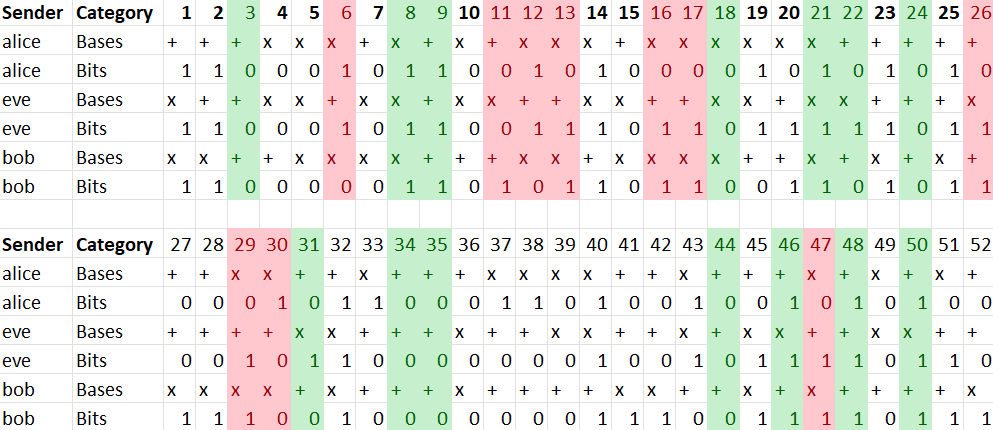 Sender Category 1 2 3 4 5 6 7 8 9 10 11 12 13 14 15 16 17 18 19 20 21 22 23 24 25 26
alice Bases + + + x x x + x + x + x x x + x x x x x x + + + + +
alice Bits 1 1 0 0 0 1 0 1 1 0 0 1 0 1 0 0 0 0 1 0 1 0 1 0 1 0
eve Bases x + + x x + x x + x x + + x x + + x x + x x + + + x
eve Bits 1 1 0 0 0 1 0 1 1 0 0 1 1 1 0 1 1 0 1 1 1 1 1 0 1 1
bob Bases x x + + x x x x + + + x x + x x x x + + x + x + x +
bob Bits 1 1 0 0 0 0 0 1 1 0 1 0 1 1 0 1 1 0 0 1 1 0 1 0 1 1
Sender Category 27 28 29 30 31 32 33 34 35 36 37 38 39 40 41 42 43 44 45 46 47 48 49 50 51 52
alice Bases + + x x + + x + + + x x x x + + x + + + x + x + x +
alice Bits 0 0 0 1 0 1 1 0 0 0 1 1 0 1 0 0 1 0 0 1 0 1 0 1 0 0
eve Bases + + + + x x + + + x + + x x + + x + x x + + x x + +
eve Bits 0 0 1 0 1 1 0 0 0 0 0 0 0 1 0 0 1 0 1 1 1 1 0 1 1 0
bob Bases x x x x + x + + + x + + + + x x + + x + x + + + + x
bob Bits 1 1 1 0 0 1 0 0 0 0 0 0 0 1 1 1 0 0 1 1 1 1 0 1 1 1